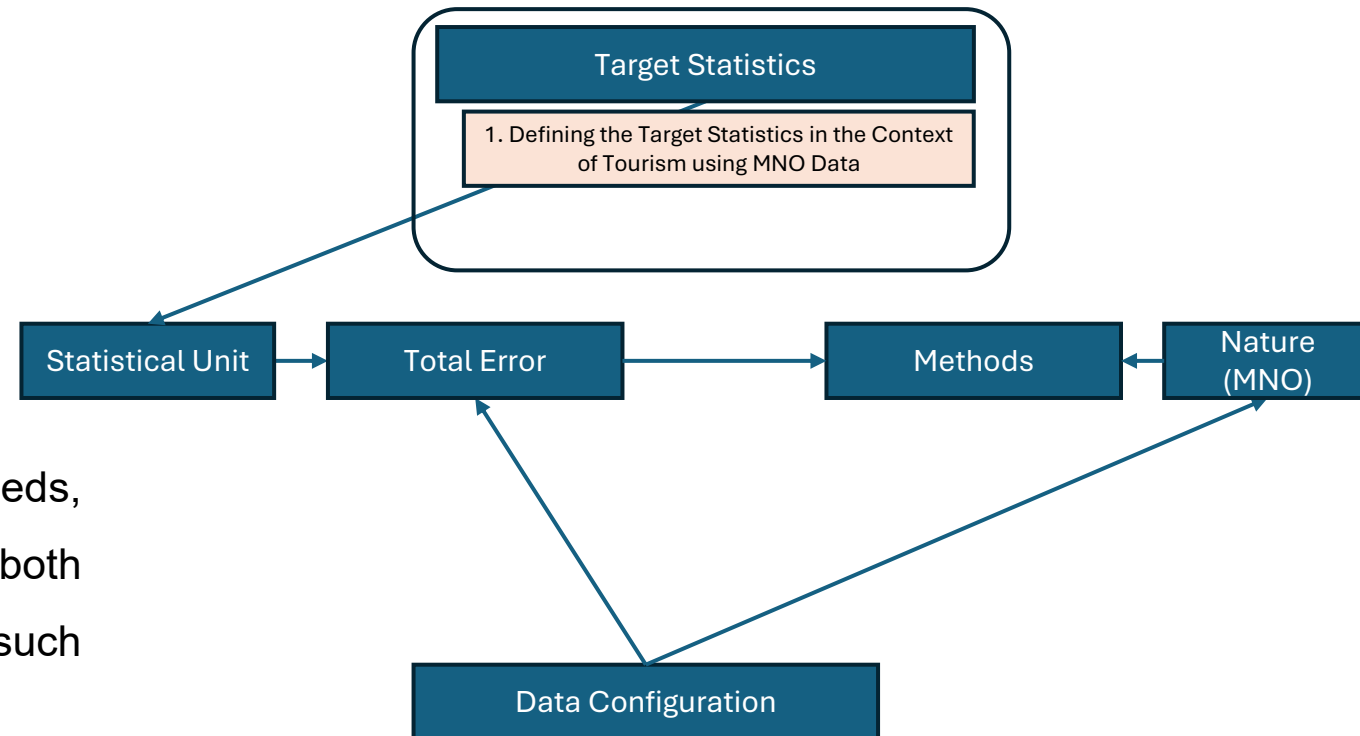 Target Statistics
1. Defining the Target Statistics in the Context
of Tourism using MNO Data
Statistical Unit
Total Error
Methods
Nature
(MNO)
eds,
both
such
Data Configuration